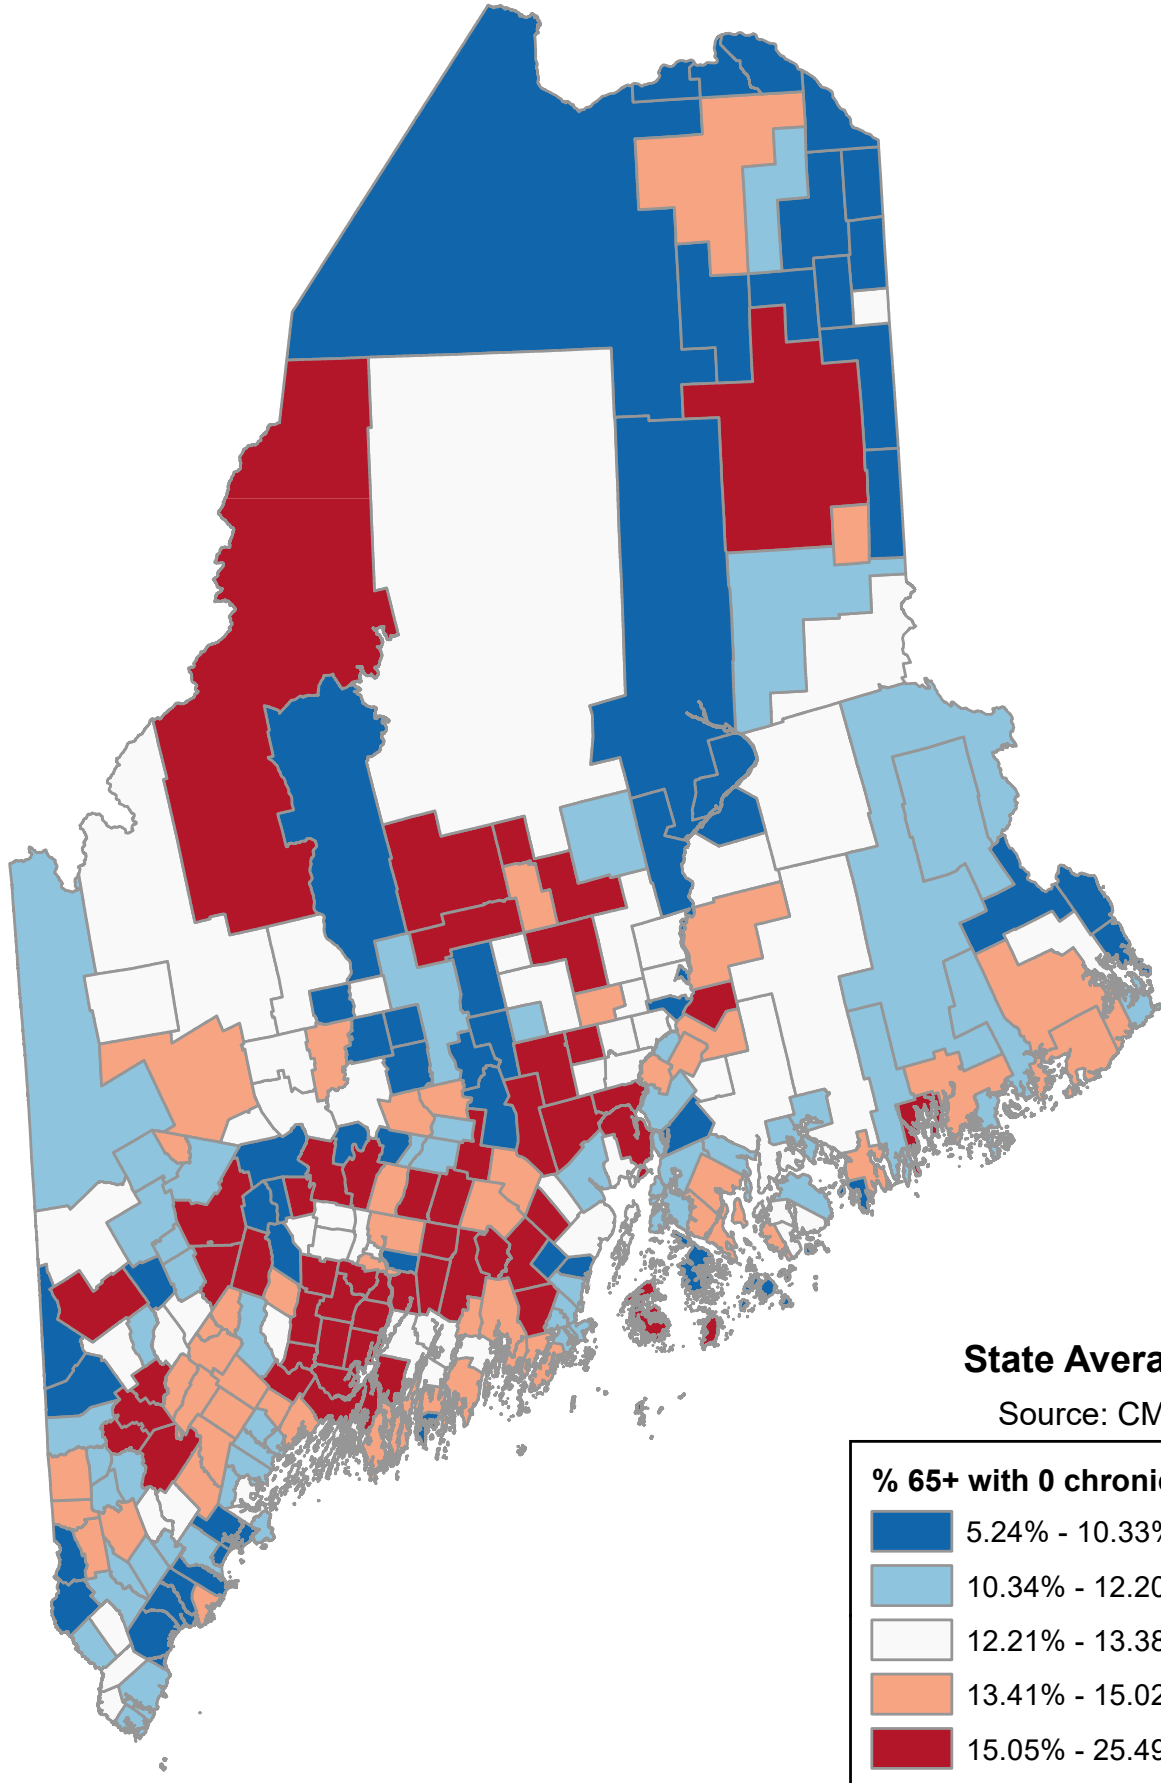 State Avera
Source: CM
% 65+ with 0 chronic
5.24% - 10.33%
10.34% - 12.20
12.21% - 13.38
13.41% - 15.02
15.05% - 25.49